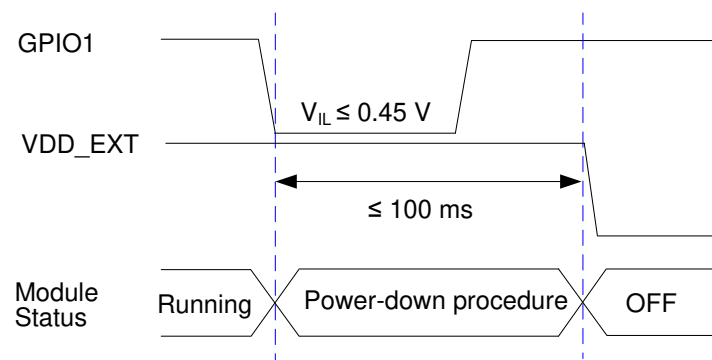 GPIO1
V_IL ≤ 0.45 V
VDD_EXT
≤ 100 ms
Module
Status
Running
Power-down procedure
OFF